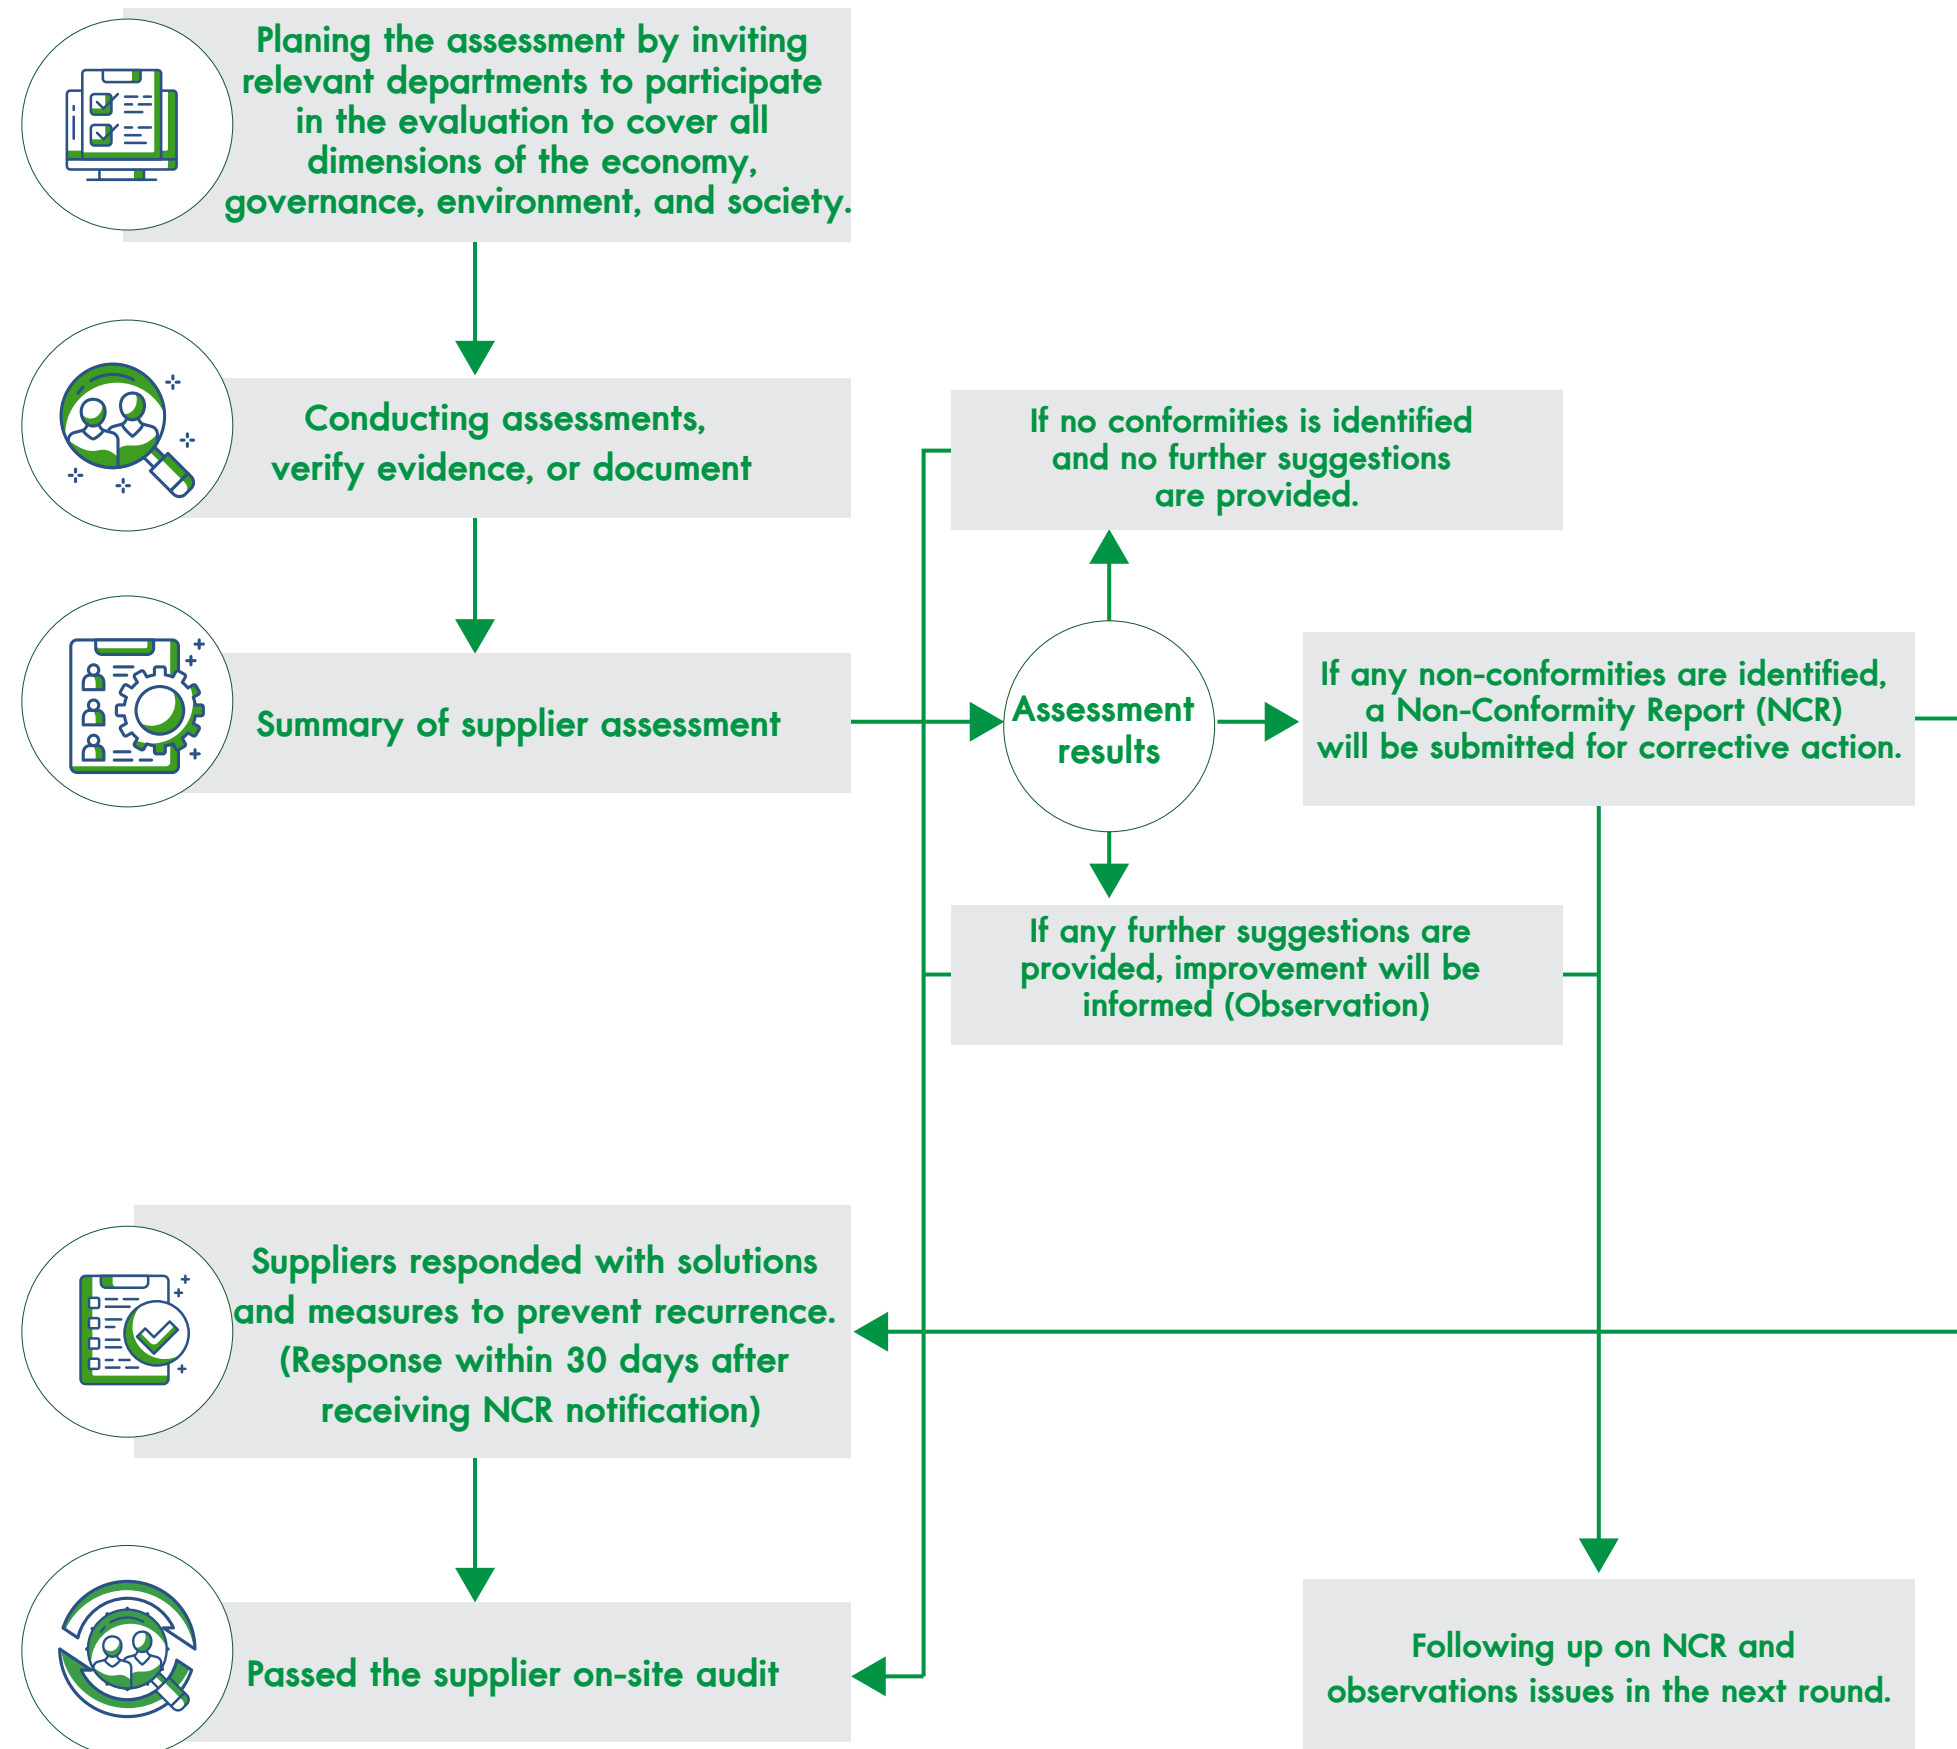 Planing the assessment by inviting
relevant departments to participate
in the evaluation to cover all
dimensions of the economy,
governance, environment, and society.
Conducting assessments,
verify evidence, or document
If no conformities is identified
and no further suggestions
are provided.
Summary of supplier assessment
Assessment
results
If any non-conformities are identified,
a Non-Conformity Report (NCR)
will be submitted for corrective action.
If any further suggestions are
provided, improvement will be
informed (Observation)
Suppliers responded with solutions
and measures to prevent recurrence.
(Response within 30 days after
receiving NCR notification)
Passed the supplier on-site audit
Following up on NCR and
observations issues in the next round.